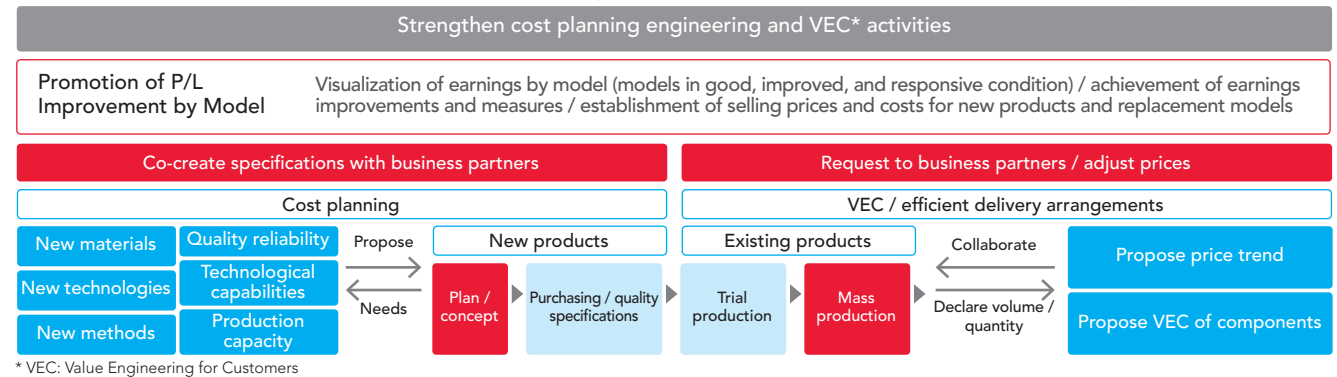 Strengthen cost planning engineering and VEC* activities
Promotion of P/L
Improvement by Model
Visualization of earnings by model (models in good, improved, and responsive condition) / achievement of earnings
improvements and measures / establishment of selling prices and costs for new products and replacement models
Co-create specifications with business partners
Request to business partners / adjust prices
Cost planning
VEC / efficient delivery arrangements
New materials
New technologies
New methods
Quality reliability
Technological
capabilities
Production
capacity
Propose
Needs
New products
Plan /
concept
Purchasing / quality
specifications
Existing products
Trial
production
Mass
production
Collaborate
Declare volume /
quantity
Propose price trend
Propose VEC of components
* VEC: Value Engineering for Customers